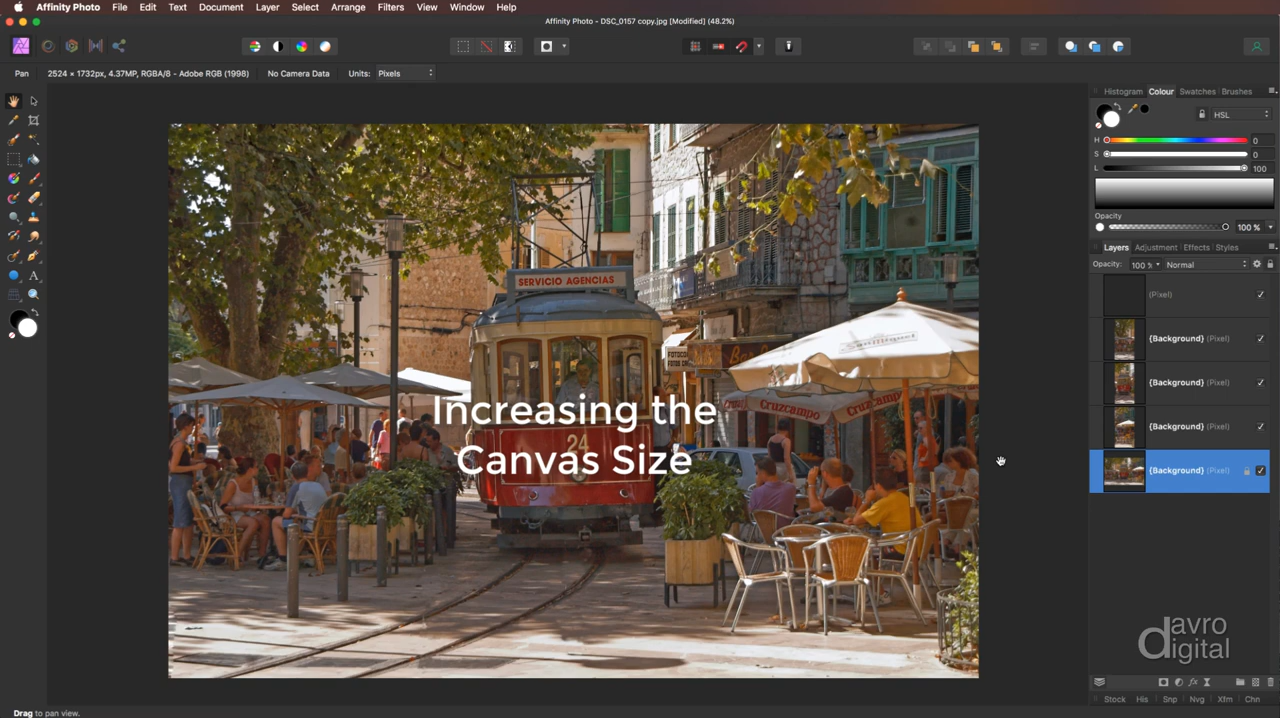 Affinity Photo File Edit Text Document Layer Select Arrange Filters View Window Help
Affinity Photo - DSC_0157 copy.jpg [Modified] (48.2%)
Pan 2524 × 1732px, 4.37MP, RGBA/8 - Adobe RGB (1998) No Camera Data Units: Pixels
Histogram Colour Swatches Brushes
HSL
H 0
S 0
L 100
Opacity
100 %
Layers Adjustment Effects Styles
Opacity: 100 % Normal
(Pixel)
(Background) (Pixel)
(Background) (Pixel)
(Background) (Pixel)
(Background) (Pixel)
SERVICIO AGENCIAS
Cruzcampo
Cruzcampo
24
Increasing the
Canvas Size
davro
digital
Stock His Snp Nvg Xfm Chn
Drag to pan view.